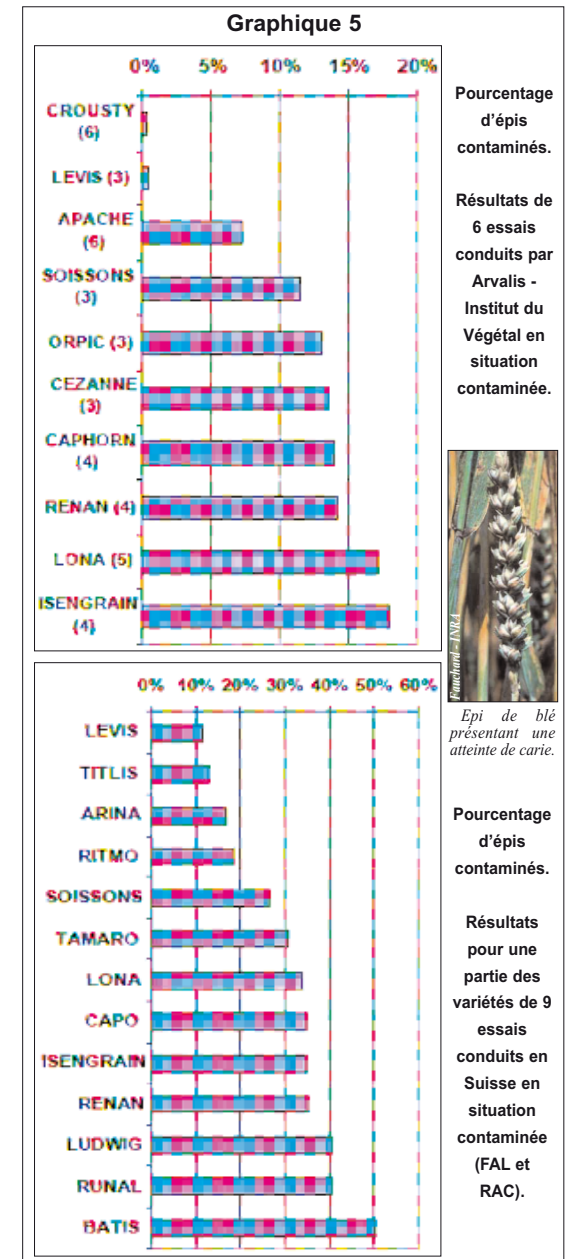 Graphique 5
0% 5% 10% 15% 20%
CROUSTY
(6)
LEVIS (3)
APACHE
(6)
SOISSONS
(3)
ORPIC (3)
CEZANNE
(3)
CAPHORN
(4)
RENAN (4)
LONA (5)
ISENGRAIN
(4)
Pourcentage
d'épis
contaminés.
Résultats de
6 essais
conduits par
Arvalis -
Institut du
Végétal en
situation
contaminée.
Fauchard - INRA
Epi de blé
présentant une
atteinte de carie.
0% 10% 20% 30% 40% 50% 60%
LEVIS
TITLIS
ARINA
RITMO
SOISSONS
TAMARO
LONA
CAPO
ISENGRAIN
RENAN
LUDWIG
RUNAL
BATIS
Pourcentage
d'épis
contaminés.
Résultats
pour une
partie des
variétés de 9
essais
conduits en
Suisse en
situation
contaminée
(FAL et
RAC).